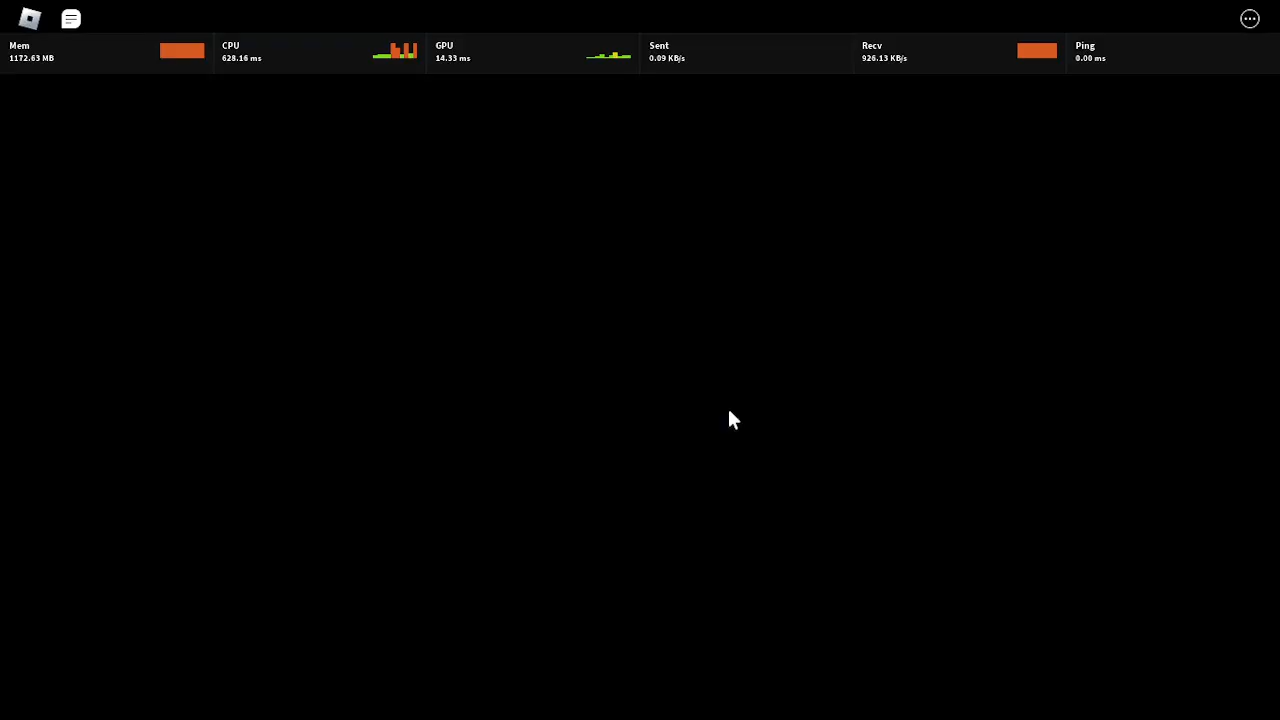 Mem CPU GPU Sent Recv Ping
1172.63 MB 628.16 ms 14.33 ms 0.09 KB/s 926.13 KB/s 0.00 ms